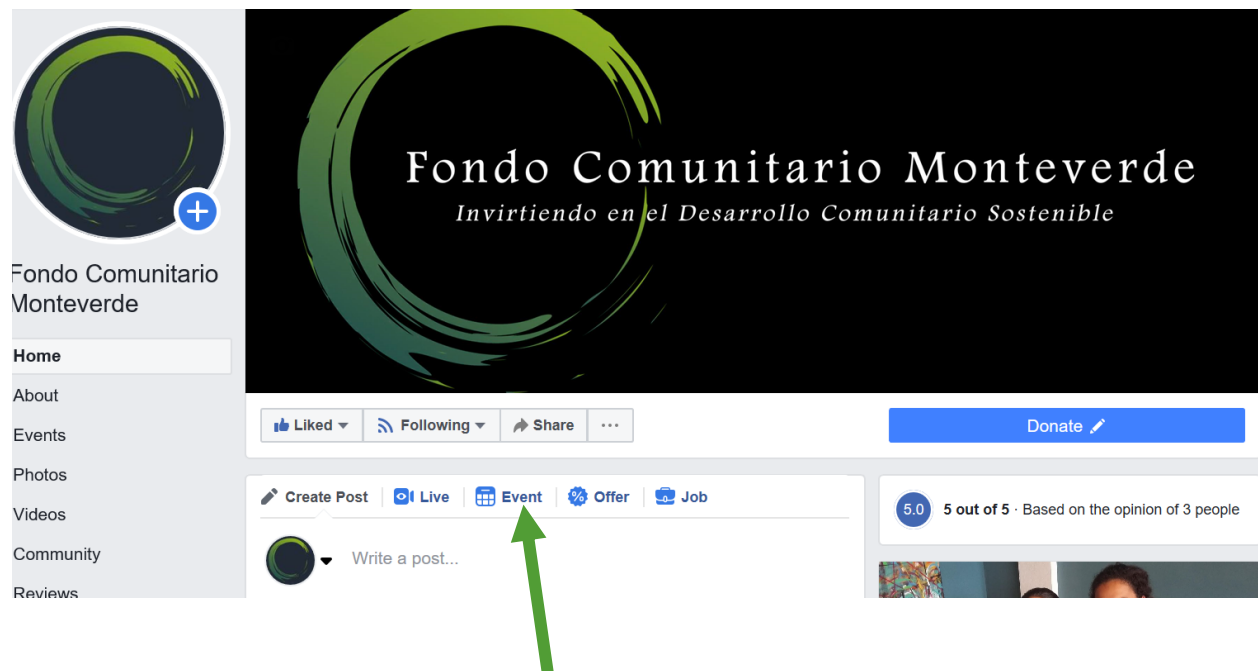 Fondo Comunitario Monteverde
Invirtiendo en el Desarrollo Comunitario Sostenible
Fondo Comunitario
Monteverde
Home
About
Events
Photos
Videos
Community
Reviews
Liked
Following
Share
...
Donate
Create Post
Live
Event
Offer
Job
Write a post...
5.0
5 out of 5 · Based on the opinion of 3 people